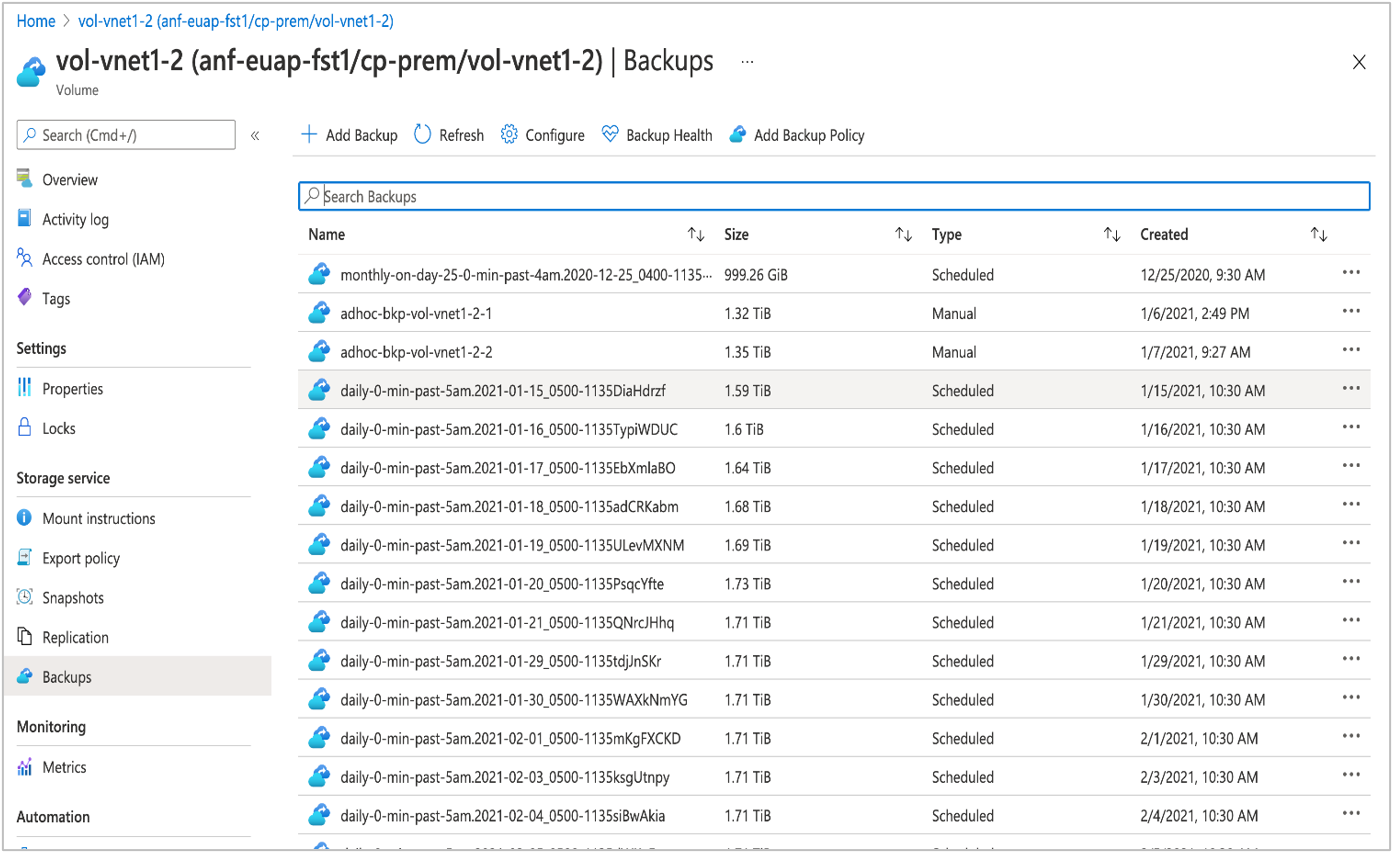 Home > vol-vnet1-2 (anf-euap-fst1/cp-prem/vol-vnet1-2)
vol-vnet1-2 (anf-euap-fst1/cp-prem/vol-vnet1-2) | Backups ...
Volume
Search (Cmd+/)
«
Overview
Activity log
Access control (IAM)
Tags
Settings
Properties
Locks
Storage service
Mount instructions
Export policy
Snapshots
Replication
Backups
Monitoring
Metrics
Automation
Add Backup Refresh Configure Backup Health Add Backup Policy
Search Backups
Name Size Type Created
monthly-on-day-25-0-min-past-4am.2020-12-25_0400-1135... 999.26 GiB Scheduled 12/25/2020, 9:30 AM
adhoc-bkp-vol-vnet1-2-1 1.32 TiB Manual 1/6/2021, 2:49 PM
adhoc-bkp-vol-vnet1-2-2 1.35 TiB Manual 1/7/2021, 9:27 AM
daily-0-min-past-5am.2021-01-15_0500-1135DiaHdrzf 1.59 TiB Scheduled 1/15/2021, 10:30 AM
daily-0-min-past-5am.2021-01-16_0500-1135TypiWDUC 1.6 TiB Scheduled 1/16/2021, 10:30 AM
daily-0-min-past-5am.2021-01-17_0500-1135EbXmlaBO 1.64 TiB Scheduled 1/17/2021, 10:30 AM
daily-0-min-past-5am.2021-01-18_0500-1135adCRKabm 1.68 TiB Scheduled 1/18/2021, 10:30 AM
daily-0-min-past-5am.2021-01-19_0500-1135ULevMXNM 1.69 TiB Scheduled 1/19/2021, 10:30 AM
daily-0-min-past-5am.2021-01-20_0500-1135PsqcYfte 1.73 TiB Scheduled 1/20/2021, 10:30 AM
daily-0-min-past-5am.2021-01-21_0500-1135QNrcJHhq 1.71 TiB Scheduled 1/21/2021, 10:30 AM
daily-0-min-past-5am.2021-01-29_0500-1135tdjJnSKr 1.71 TiB Scheduled 1/29/2021, 10:30 AM
daily-0-min-past-5am.2021-01-30_0500-1135WAXkNmYG 1.71 TiB Scheduled 1/30/2021, 10:30 AM
daily-0-min-past-5am.2021-02-01_0500-1135mKgFXCKD 1.71 TiB Scheduled 2/1/2021, 10:30 AM
daily-0-min-past-5am.2021-02-03_0500-1135ksgUtnpy 1.71 TiB Scheduled 2/3/2021, 10:30 AM
daily-0-min-past-5am.2021-02-04_0500-1135siBwAkia 1.71 TiB Scheduled 2/4/2021, 10:30 AM